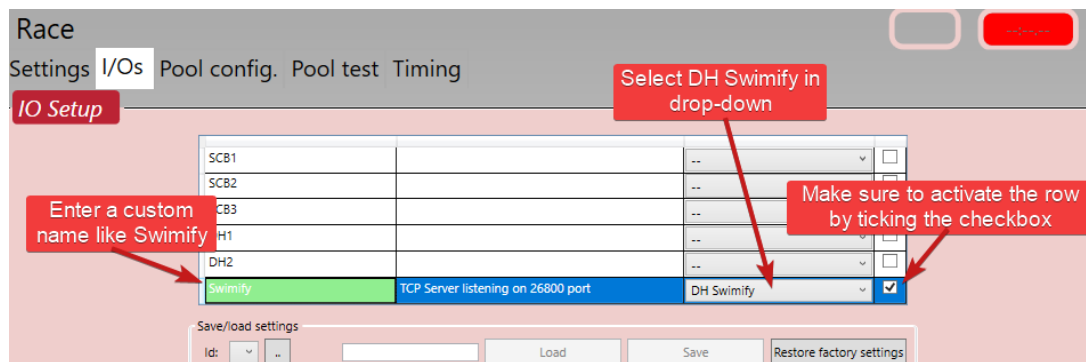 Race
--:--.--
Settings I/Os Pool config. Pool test Timing
Select DH Swimify in
drop-down
IO Setup
SCB1 --
SCB2 --
Make sure to activate the row
by ticking the checkbox
CB3 --
Enter a custom
name like Swimify
H1 --
DH2 --
Swimify TCP Server listening on 26800 port DH Swimify
Save/load settings
Id: .. Load Save Restore factory settings